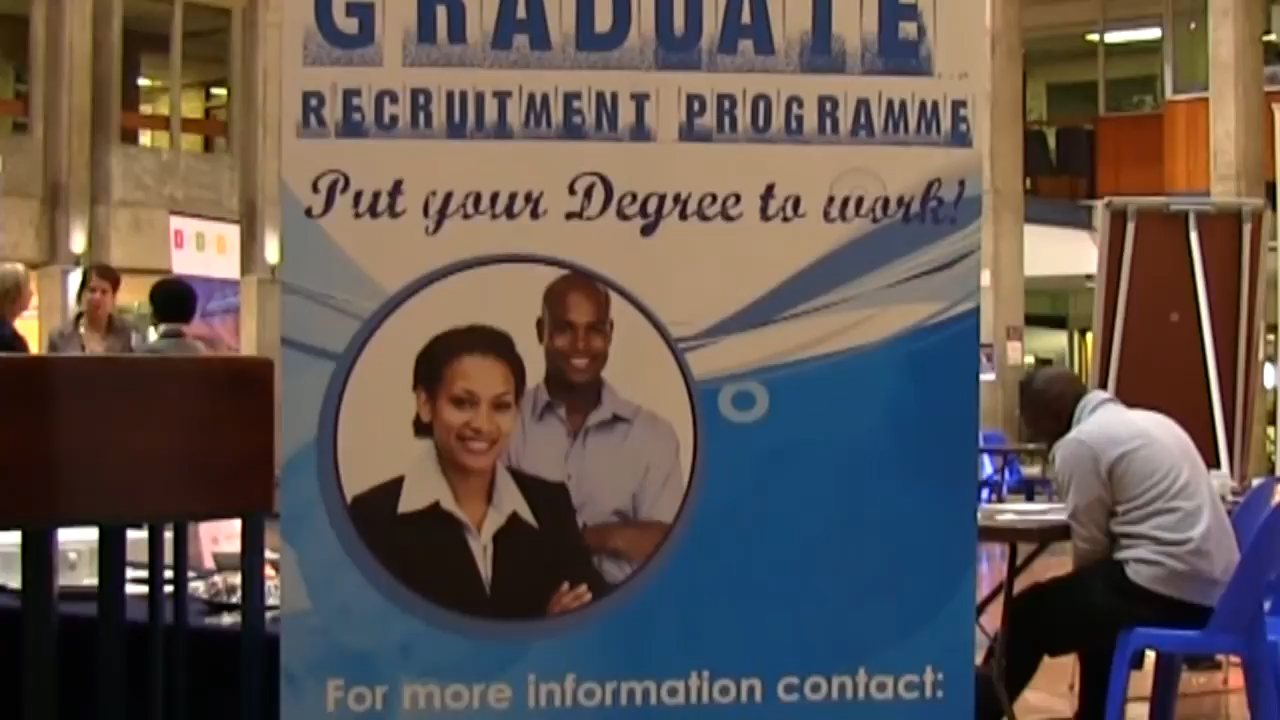 GRADUATE
RECRUITMENT PROGRAMME
Put your Degree to work!
For more information contact: